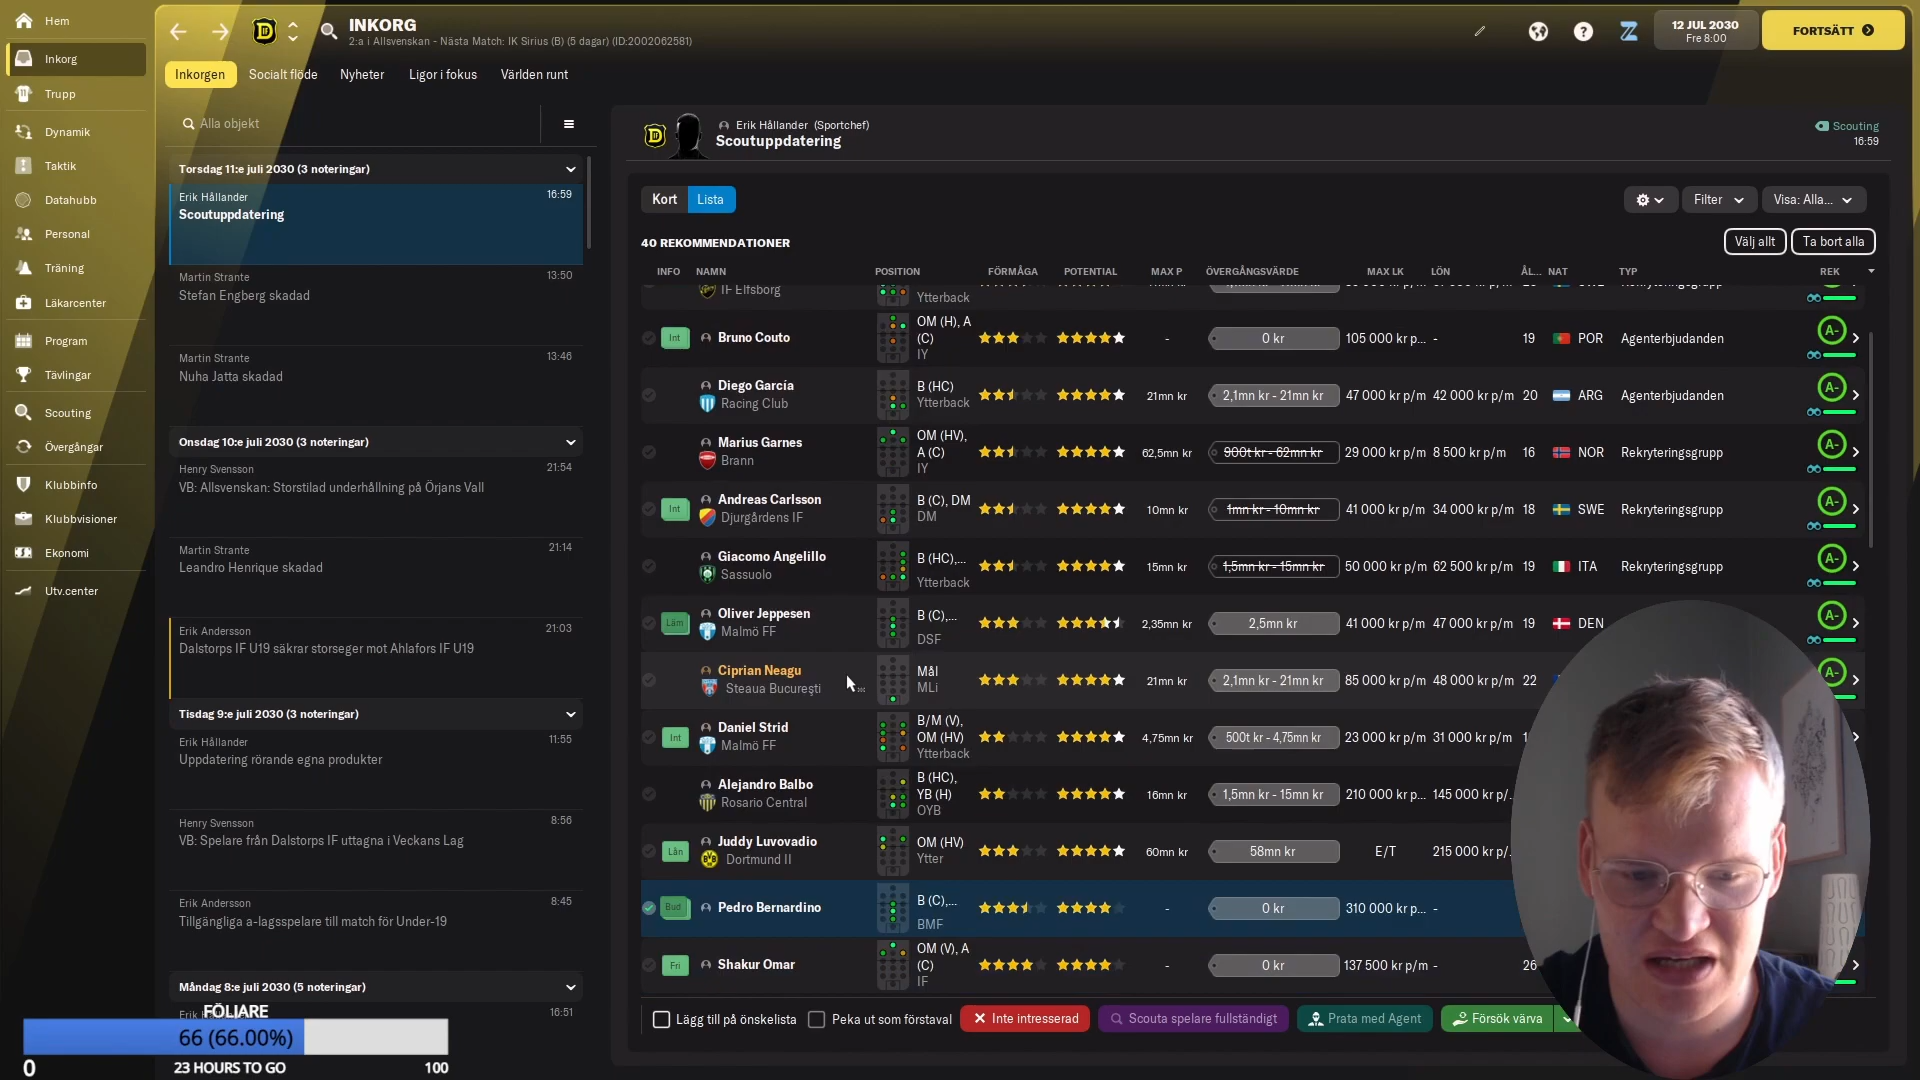 Hem
Inkorg
Trupp
Dynamik
Taktik
Datahubb
Personal
Träning
Läkarcenter
Program
Tävlingar
Scouting
Övergångar
Klubbinfo
Klubbvisioner
Ekonomi
Utv.center
INKORG
2:a i Allsvenskan - Nästa Match: IK Sirius (B) (5 dagar) (ID:2002062581)
12 JUL 2030
Fre 8:00
FORTSÄTT
Inkorgen Socialt flöde Nyheter Ligor i fokus Världen runt
Alla objekt
Torsdag 11:e juli 2030 (3 noteringar)
Erik Hållander 16:59
Scoutuppdatering
Martin Strante 13:50
Stefan Engberg skadad
Martin Strante 13:46
Nuha Jatta skadad
Onsdag 10:e juli 2030 (3 noteringar)
Henry Svensson 21:54
VB: Allsvenskan: Storstilad underhållning på Örjans Vall
Martin Strante 21:14
Leandro Henrique skadad
Erik Andersson 21:03
Dalstorps IF U19 säkrar storseger mot Ahlafors IF U19
Tisdag 9:e juli 2030 (3 noteringar)
Erik Hållander 11:55
Uppdatering rörande egna produkter
Henry Svensson 8:56
VB: Spelare från Dalstorps IF uttagna i Veckans Lag
Erik Andersson 8:45
Tillgängliga a-lagsspelare till match för Under-19
Måndag 8:e juli 2030 (5 noteringar)
16:51
FÖLJARE
66 (66.00%)
0 23 HOURS TO GO 100
Erik Hållander (Sportchef)
Scoutuppdatering
Scouting
16:59
Kort Lista
Filter Visa: Alla...
40 REKOMMENDATIONER
Välj allt Ta bort alla
INFO NAMN POSITION FÖRMÅGA POTENTIAL MAX P ÖVERGÅNGSVÄRDE MAX LK LÖN ÅL... NAT TYP REK
IF Elfsborg Ytterback
Int Bruno Couto OM (H), A (C) IY - 0 kr 105 000 kr p... - 19 POR Agenterbjudanden A-
Diego García Racing Club B (HC) Ytterback 21mn kr 2,1mn kr - 21mn kr 47 000 kr p/m 42 000 kr p/m 20 ARG Agenterbjudanden A-
Marius Garnes Brann OM (HV), A (C) IY 62,5mn kr 900t kr - 62mn kr 29 000 kr p/m 8 500 kr p/m 16 NOR Rekryteringsgrupp A-
Int Andreas Carlsson Djurgårdens IF B (C), DM DM 10mn kr 1mn kr - 10mn kr 41 000 kr p/m 34 000 kr p/m 18 SWE Rekryteringsgrupp A-
Giacomo Angelillo Sassuolo B (HC),... Ytterback 15mn kr 1,5mn kr - 15mn kr 50 000 kr p/m 62 500 kr p/m 19 ITA Rekryteringsgrupp A-
Läm Oliver Jeppesen Malmö FF B (C),... DSF 2,35mn kr 2,5mn kr 41 000 kr p/m 47 000 kr p/m 19 DEN A-
Ciprian Neagu Steaua București Mål MLi 21mn kr 2,1mn kr - 21mn kr 85 000 kr p/m 48 000 kr p/m 22 A-
Int Daniel Strid Malmö FF B/M (V), OM (HV) Ytterback 4,75mn kr 500t kr - 4,75mn kr 23 000 kr p/m 31 000 kr p/m
Alejandro Balbo Rosario Central B (HC), YB (H) OYB 16mn kr 1,5mn kr - 15mn kr 210 000 kr p... 145 000 kr p/.
Lån Juddy Luvovadio Dortmund II OM (HV) Ytter 60mn kr 58mn kr E/T 215 000 kr p/.
Bud Pedro Bernardino B (C),... BMF - 0 kr 310 000 kr p... -
Fri Shakur Omar OM (V), A (C) IF - 0 kr 137 500 kr p/m - 26
Lägg till på önskelista Peka ut som förstaval Inte intresserad Scouta spelare fullständigt Prata med Agent Försök värva